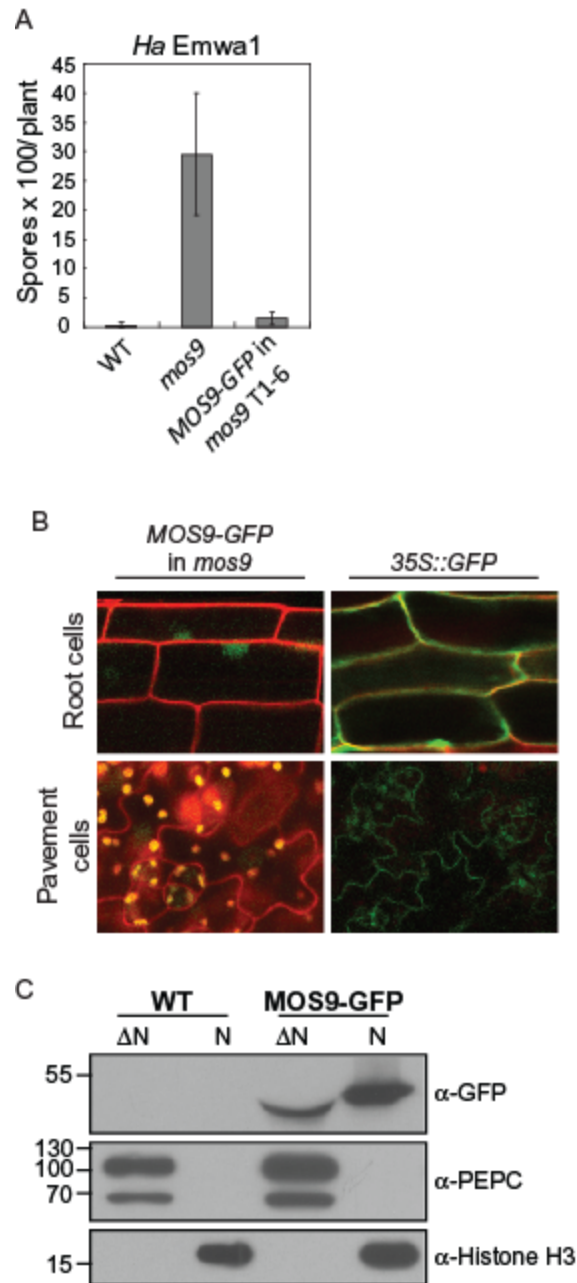 A
Ha Emwa1
Spores x 100/plant
45
40
35
30
25
20
15
10
5
0
WT
mos9
MOS9-GFP in
mos9 T1-6
B
MOS9-GFP
in mos9
35S::GFP
Root cells
Pavement
cells
C
WT MOS9-GFP
ΔN N ΔN N
55
α-GFP
130
100
70
α-PEPC
15
α-Histone H3